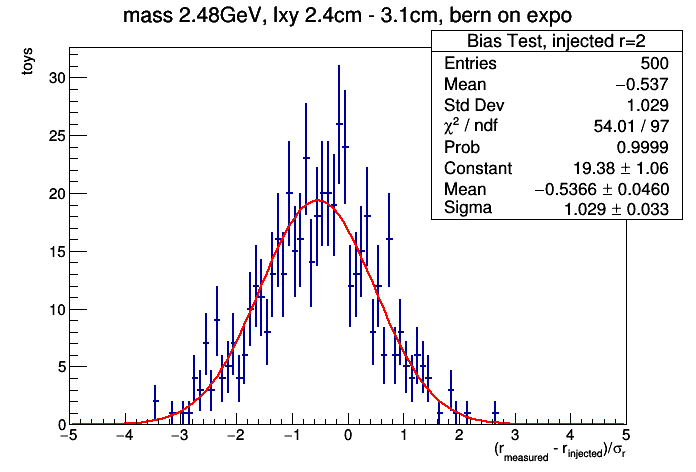 mass 2.48GeV, lxy 2.4cm - 3.1cm, bern on expo
Bias Test, injected r=2
Entries 500
Mean −0.537
Std Dev 1.029
χ² / ndf 54.01 / 97
Prob 0.9999
Constant 19.38 ± 1.06
Mean −0.5366 ± 0.0460
Sigma 1.029 ± 0.033
toys
30
25
20
15
10
5
0
−5 −4 −3 −2 −1 0 1 2 3 4 5
(r_measured - r_injected)/σ_r